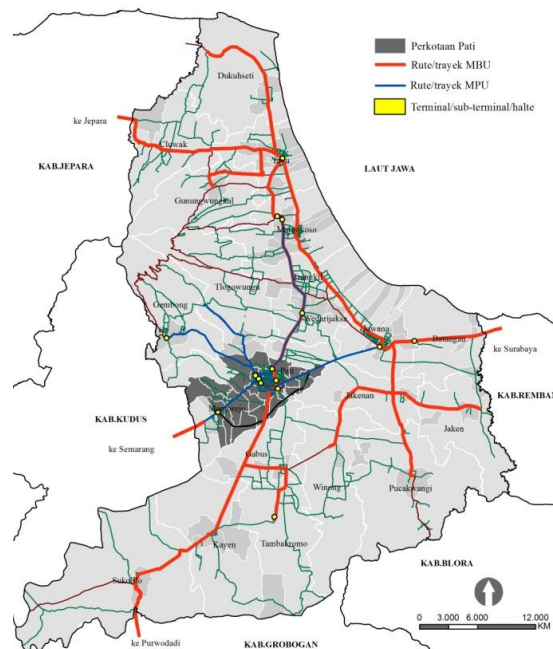 Perkotaan Pati
Rute/trayek MBU
Rute/trayek MPU
Terminal/sub-terminal/halte
Dukuhseti
ke Jepara
Cluwak
Tayu
KAB.JEPARA
LAUT JAWA
Gunungwungkal
Margoyoso
Trangkil
Tlogowungu
Gembong
Wedarijaksa
Juwana
Batangan
ke Surabaya
Pati
KAB.REMBA
Jakenan
KAB.KUDUS
Margorejo
Jaken
ke Semarang
Gabus
Winong
Pucakwangi
Kayen
Tambakromo
KAB.BLORA
Sukolilo
ke Purwodadi
KAB.GROBOGAN
0 3.000 6.000 12.000
KM